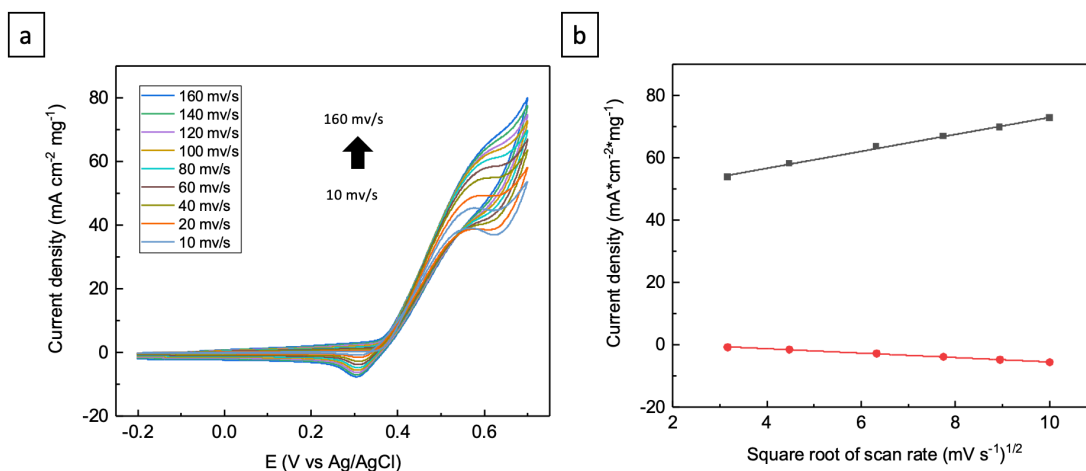 a
b
160 mv/s
140 mv/s
120 mv/s
100 mv/s
80 mv/s
60 mv/s
40 mv/s
20 mv/s
10 mv/s
160 mv/s
10 mv/s
80
60
40
20
0
-20
-0.2
0.0
0.2
0.4
0.6
Current density (mA cm⁻² mg⁻¹)
E (V vs Ag/AgCl)
80
60
40
20
0
-20
2
4
6
8
10
Current density (mA*cm⁻²*mg⁻¹)
Square root of scan rate (mV s⁻¹)¹/²